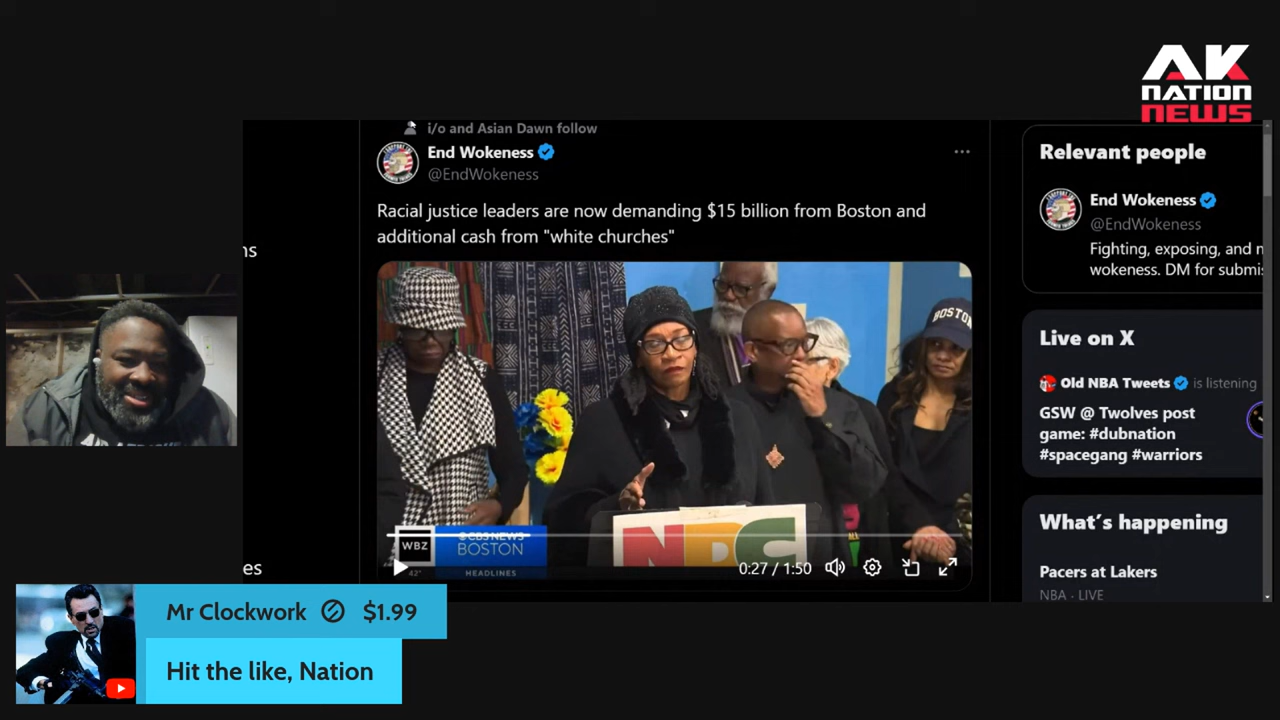 AK
NATION
NEWS
i/o and Asian Dawn follow
End Wokeness
@EndWokeness
Racial justice leaders are now demanding $15 billion from Boston and
additional cash from "white churches"
BOSTON
WBZ
CBS NEWS
BOSTON
42°
HEADLINES
0:27 / 1:50
ns
es
Relevant people
End Wokeness
@EndWokeness
Fighting, exposing, and m
wokeness. DM for submis
Live on X
Old NBA Tweets is listening
GSW @ Twolves post
game: #dubnation
#spacegang #warriors
What's happening
Pacers at Lakers
NBA · LIVE
Mr Clockwork $1.99
Hit the like, Nation